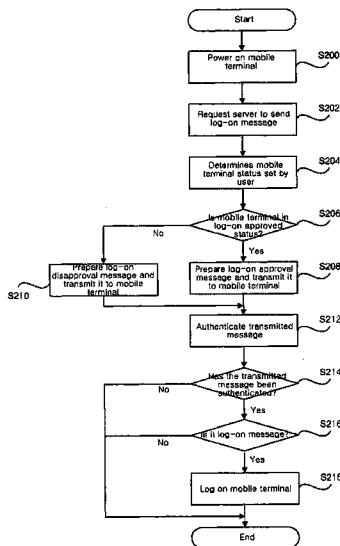 Start
Power on mobile
terminal
S200
Request server to send
log-on message
S202
Determines mobile
terminal status set by
user
S204
Is mobile terminal in
log-on approved
status?
S206
No
Yes
Prepare log-on
disapproval message and
transmit it to mobile
terminal
S210
Prepare log-on approval
message and transmit it to
mobile terminal
S208
Authenticate transmitted
message
S212
Has the transmitted
message been
authenticated?
S214
No
Yes
Is it log-on message?
S216
No
Yes
Log on mobile terminal
S218
End